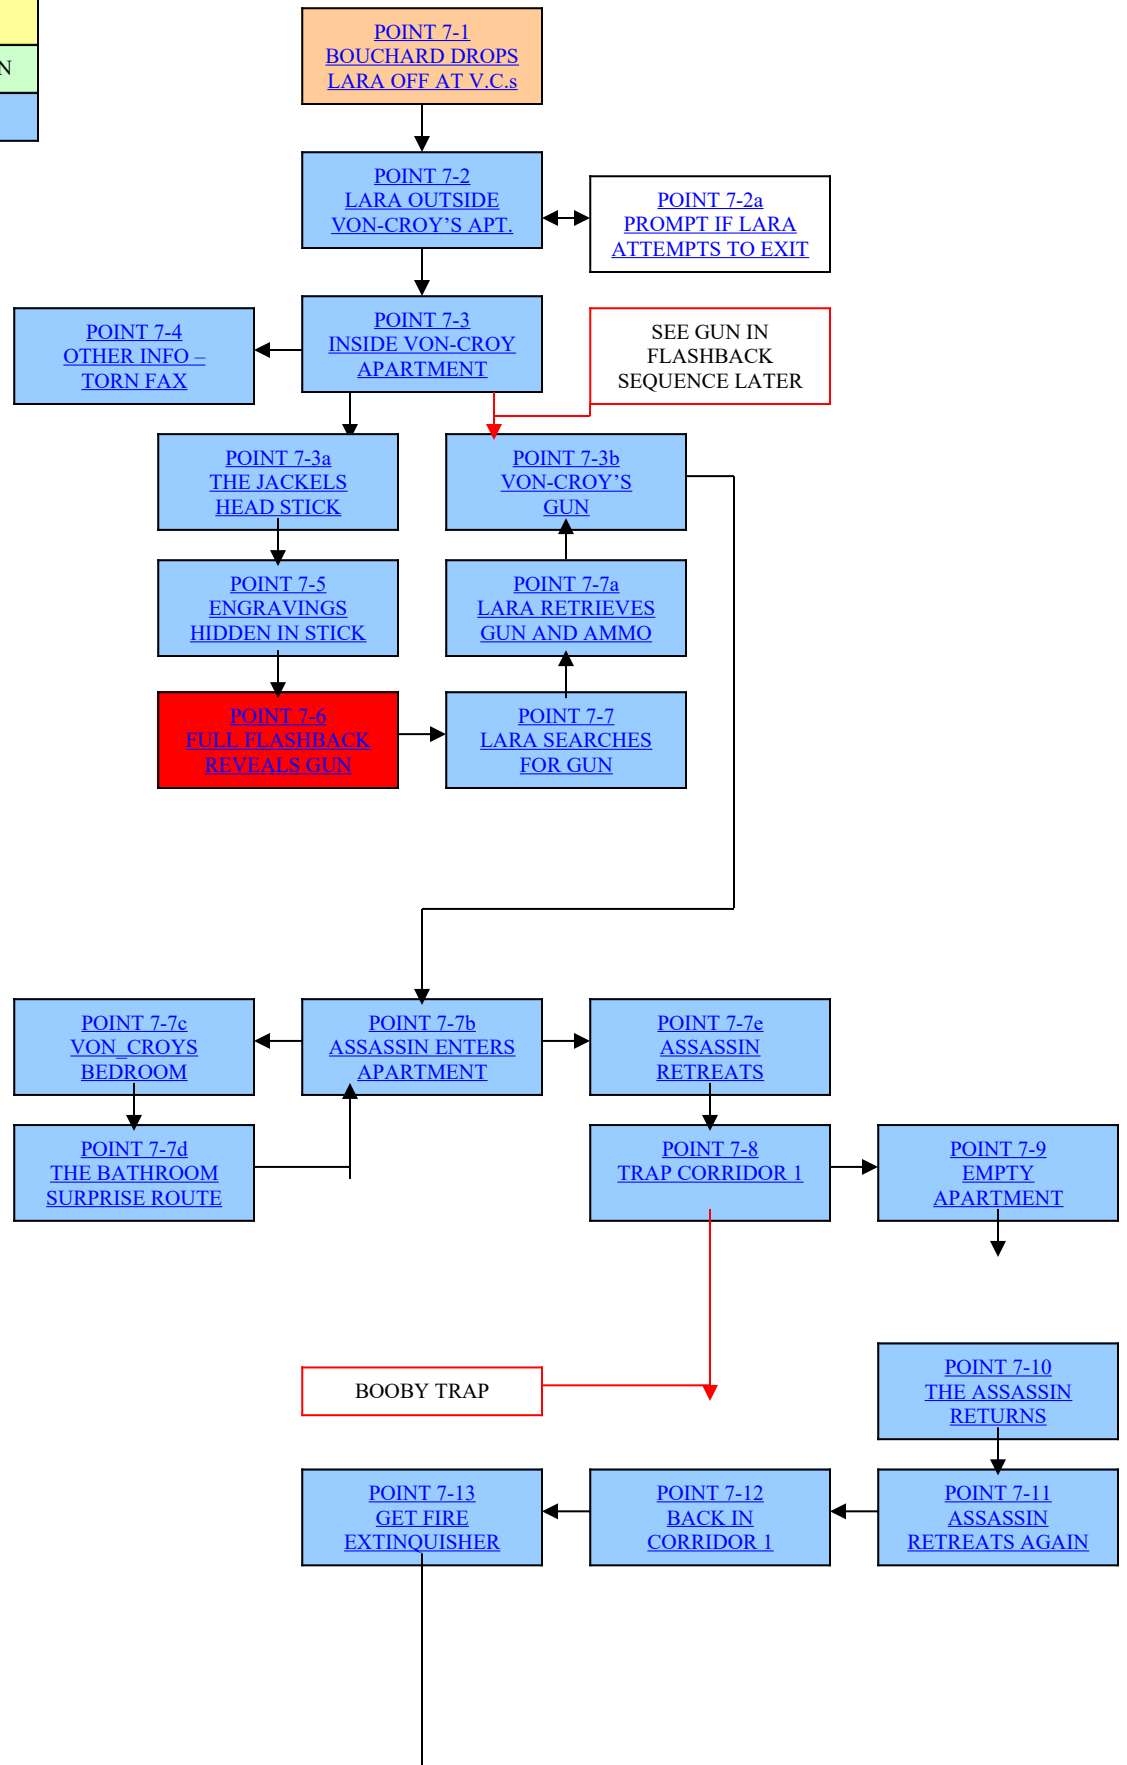 N
POINT 7-1
BOUCHARD DROPS
LARA OFF AT V.C.s
POINT 7-2
LARA OUTSIDE
VON-CROY’S APT.
POINT 7-2a
PROMPT IF LARA
ATTEMPTS TO EXIT
POINT 7-4
OTHER INFO –
TORN FAX
POINT 7-3
INSIDE VON-CROY
APARTMENT
SEE GUN IN
FLASHBACK
SEQUENCE LATER
POINT 7-3a
THE JACKELS
HEAD STICK
POINT 7-3b
VON-CROY’S
GUN
POINT 7-5
ENGRAVINGS
HIDDEN IN STICK
POINT 7-7a
LARA RETRIEVES
GUN AND AMMO
POINT 7-6
FULL FLASHBACK
REVEALS GUN
POINT 7-7
LARA SEARCHES
FOR GUN
POINT 7-7c
VON_CROYS
BEDROOM
POINT 7-7b
ASSASSIN ENTERS
APARTMENT
POINT 7-7e
ASSASSIN
RETREATS
POINT 7-7d
THE BATHROOM
SURPRISE ROUTE
POINT 7-8
TRAP CORRIDOR 1
POINT 7-9
EMPTY
APARTMENT
BOOBY TRAP
POINT 7-10
THE ASSASSIN
RETURNS
POINT 7-13
GET FIRE
EXTINQUISHER
POINT 7-12
BACK IN
CORRIDOR 1
POINT 7-11
ASSASSIN
RETREATS AGAIN